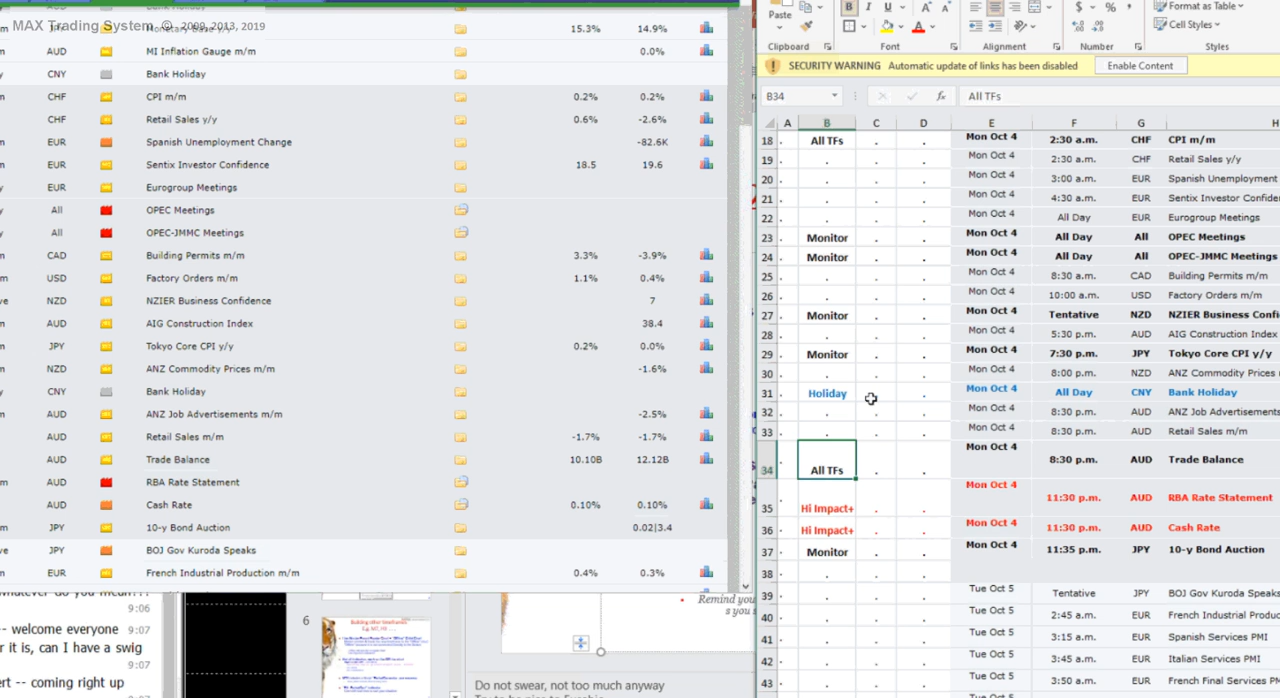 MAX Trading System © 2009, 2013, 2019
15.3% 14.9%
AUD MI Inflation Gauge m/m 0.0%
CNY Bank Holiday
CHF CPI m/m 0.2% 0.2%
CHF Retail Sales y/y 0.6% -2.6%
EUR Spanish Unemployment Change -82.6K
EUR Sentix Investor Confidence 18.5 19.6
EUR Eurogroup Meetings
All OPEC Meetings
All OPEC-JMMC Meetings
CAD Building Permits m/m 3.3% -3.9%
USD Factory Orders m/m 1.1% 0.4%
NZD NZIER Business Confidence 7
AUD AIG Construction Index 38.4
JPY Tokyo Core CPI y/y 0.2% 0.0%
NZD ANZ Commodity Prices m/m -1.6%
CNY Bank Holiday
AUD ANZ Job Advertisements m/m -2.5%
AUD Retail Sales m/m -1.7% -1.7%
AUD Trade Balance 10.10B 12.12B
AUD RBA Rate Statement
AUD Cash Rate 0.10% 0.10%
JPY 10-y Bond Auction 0.02|3.4
JPY BOJ Gov Kuroda Speaks
EUR French Industrial Production m/m 0.4% 0.3%
9:06
-- welcome everyone 9:07
r it is, can I have a swig
9:07
ert -- coming right up
6
Remind you
s you s
Do not swear, not too much anyway
Paste B I U A A $ % , Format as Table
Cell Styles
Clipboard Font Alignment Number Styles
SECURITY WARNING Automatic update of links has been disabled Enable Content
B34 fx All TFs
A B C D E F G H
18 . All TFs . . Mon Oct 4 2:30 a.m. CHF CPI m/m
19 . . . . Mon Oct 4 2:30 a.m. CHF Retail Sales y/y
20 . . . . Mon Oct 4 3:00 a.m. EUR Spanish Unemployment
21 . . . . Mon Oct 4 4:30 a.m. EUR Sentix Investor Confide
22 . . . . Mon Oct 4 All Day EUR Eurogroup Meetings
23 . Monitor . . Mon Oct 4 All Day All OPEC Meetings
24 . Monitor . . Mon Oct 4 All Day All OPEC-JMMC Meetings
25 . . . . Mon Oct 4 8:30 a.m. CAD Building Permits m/m
26 . . . . Mon Oct 4 10:00 a.m. USD Factory Orders m/m
27 . Monitor . . Mon Oct 4 Tentative NZD NZIER Business Confi
28 . . . . Mon Oct 4 5:30 p.m. AUD AIG Construction Index
29 . Monitor . . Mon Oct 4 7:30 p.m. JPY Tokyo Core CPI y/y
30 . . . . Mon Oct 4 8:00 p.m. NZD ANZ Commodity Prices
31 . Holiday . Mon Oct 4 All Day CNY Bank Holiday
32 . . . . Mon Oct 4 8:30 p.m. AUD ANZ Job Advertisements
33 . . . . Mon Oct 4 8:30 p.m. AUD Retail Sales m/m
34 . All TFs . . Mon Oct 4 8:30 p.m. AUD Trade Balance
35 . Hi Impact+ . . Mon Oct 4 11:30 p.m. AUD RBA Rate Statement
36 . Hi Impact+ . . Mon Oct 4 11:30 p.m. AUD Cash Rate
37 . Monitor . . Mon Oct 4 11:35 p.m. JPY 10-y Bond Auction
38 . . . .
39 . . . . Tue Oct 5 Tentative JPY BOJ Gov Kuroda Speaks
40 . . . . Tue Oct 5 2:45 a.m. EUR French Industrial Produc
41 . . . . Tue Oct 5 3:15 a.m. EUR Spanish Services PMI
42 . . . . Tue Oct 5 3:45 a.m. EUR Italian Services PMI
43 . . . . Tue Oct 5 3:50 a.m. EUR French Final Services P